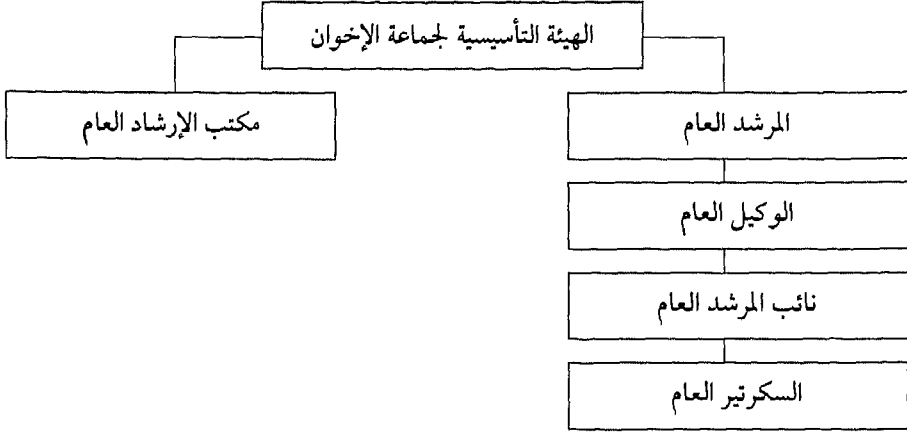 الهيئة التأسيسية لجماعة الإخوان
المرشد العام
مكتب الإرشاد العام
الوكيل العام
نائب المرشد العام
السكرتير العام